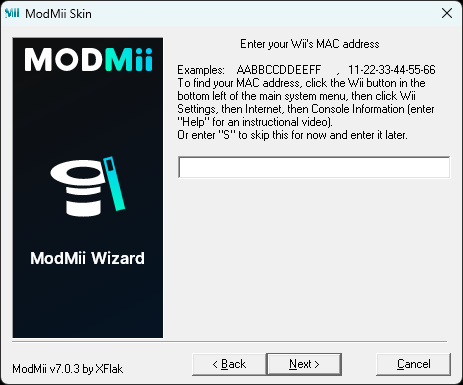 Mii ModMii Skin
MODMii
ModMii Wizard
Enter your Wii's MAC address
Examples: AABBCCDDEEFF , 11-22-33-44-55-66
To find your MAC address, click the Wii button in the
bottom left of the main system menu, then click Wii
Settings, then Internet, then Console Information (enter
"Help" for an instructional video).
Or enter "S" to skip this for now and enter it later.
ModMii v7.0.3 by XFlak
< Back
Next >
Cancel